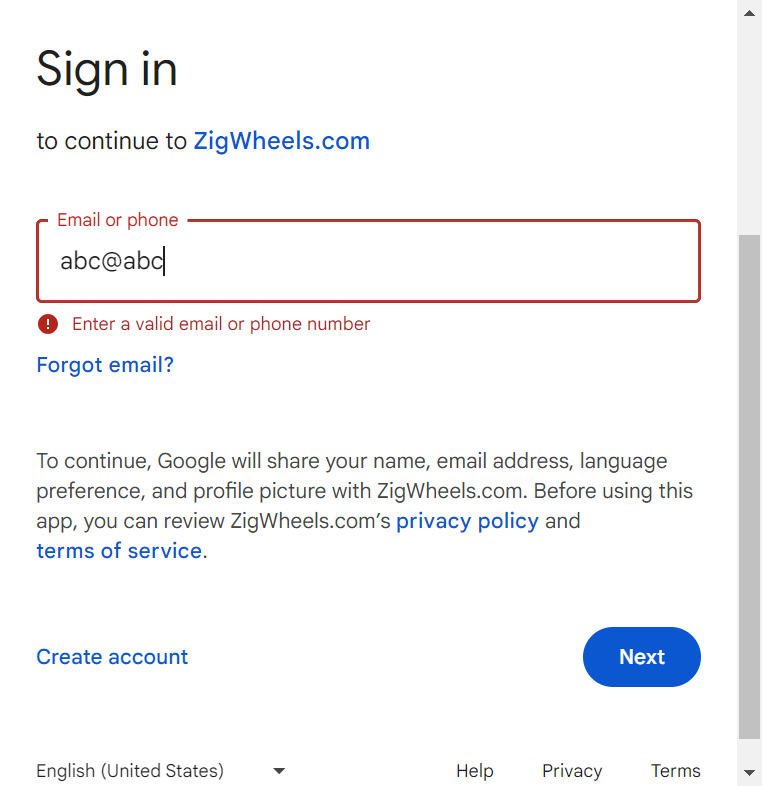 Sign in
to continue to ZigWheels.com
Email or phone
abc@abc
Enter a valid email or phone number
Forgot email?
To continue, Google will share your name, email address, language
preference, and profile picture with ZigWheels.com. Before using this
app, you can review ZigWheels.com’s privacy policy and
terms of service.
Create account
Next
English (United States)
Help Privacy Terms